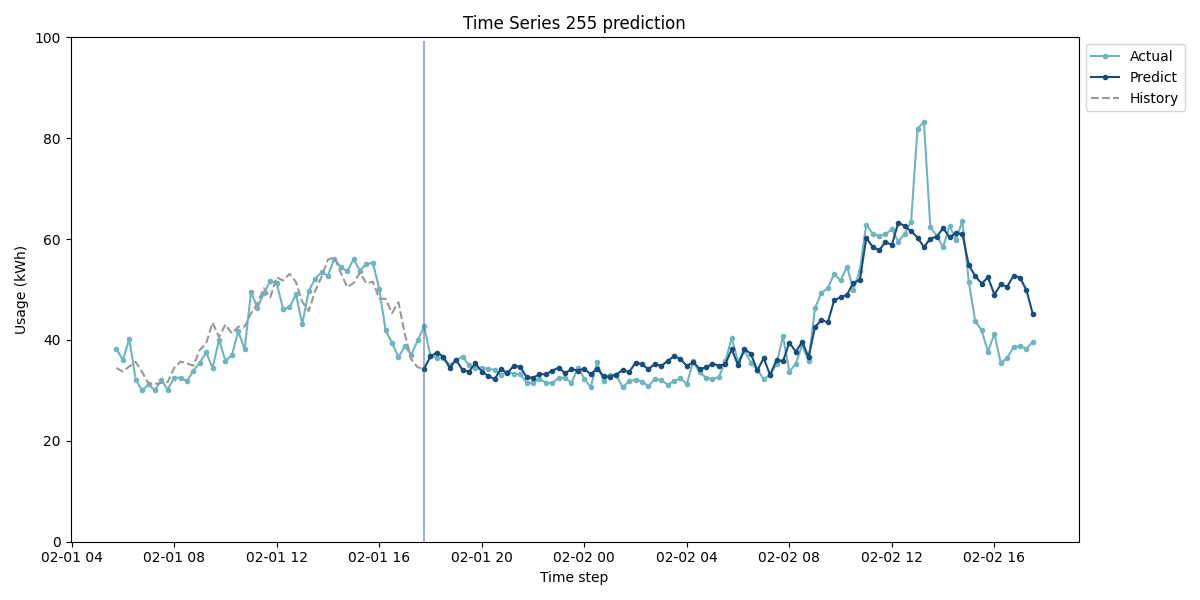 Time Series 255 prediction
100
80
60
40
20
0
Usage (kWh)
02-01 04 02-01 08 02-01 12 02-01 16 02-01 20 02-02 00 02-02 04 02-02 08 02-02 12 02-02 16
Time step
Actual
Predict
History